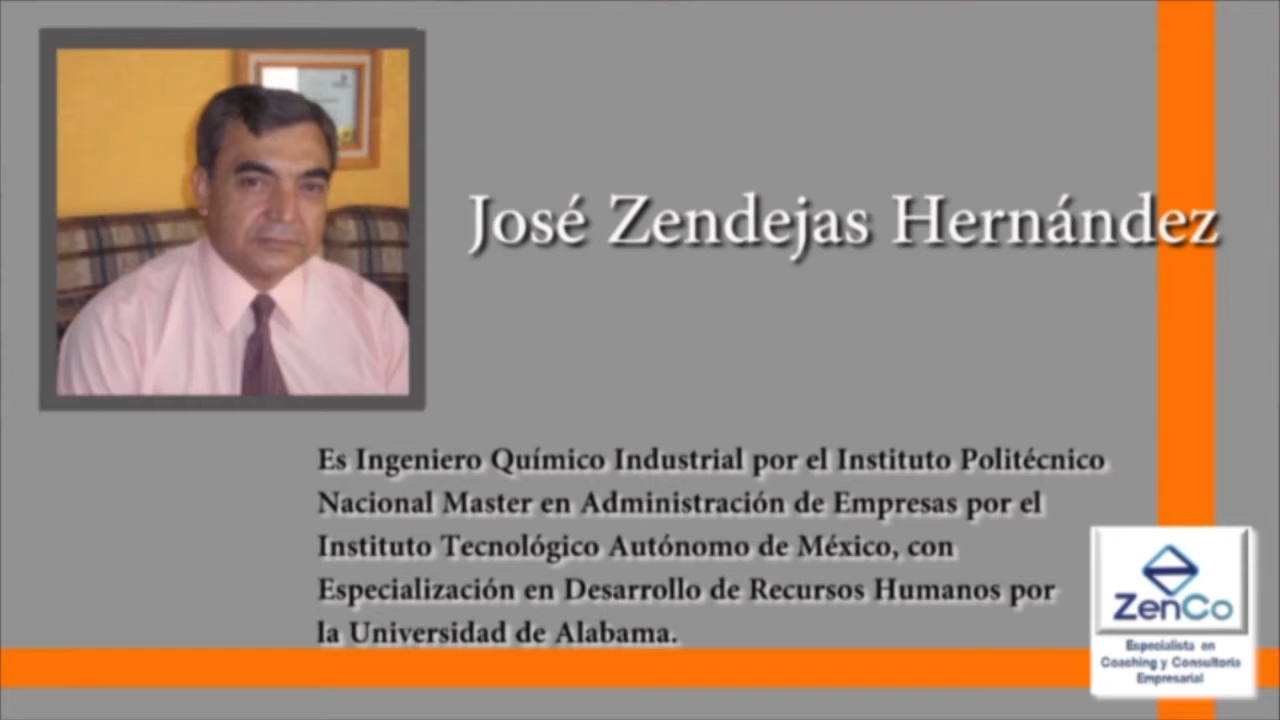 José Zendejas Hernández
Es Ingeniero Químico Industrial por el Instituto Politécnico
Nacional Master en Administración de Empresas por el
Instituto Tecnológico Autónomo de México, con
Especialización en Desarrollo de Recursos Humanos por
la Universidad de Alabama.
ZenCo
Especialista en
Coaching y Consultoría
Empresarial